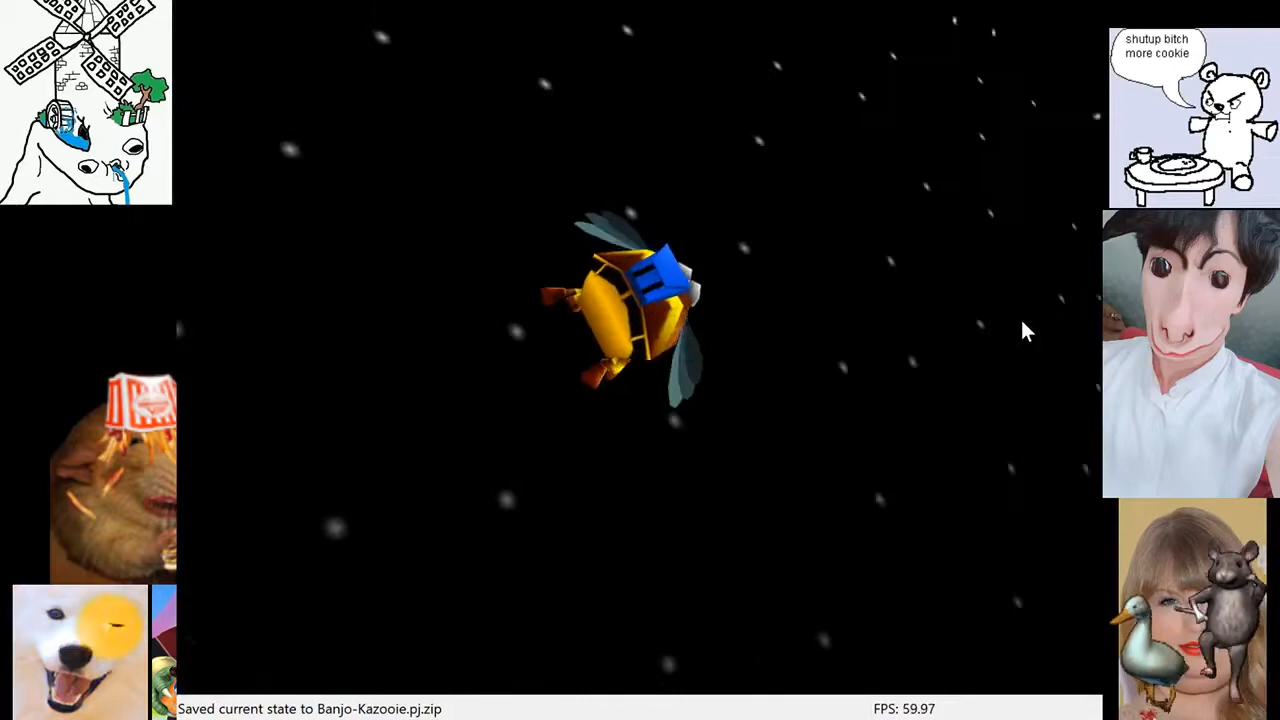 shutup bitch
more cookie
Saved current state to Banjo-Kazooie.pj.zip
FPS: 59.97